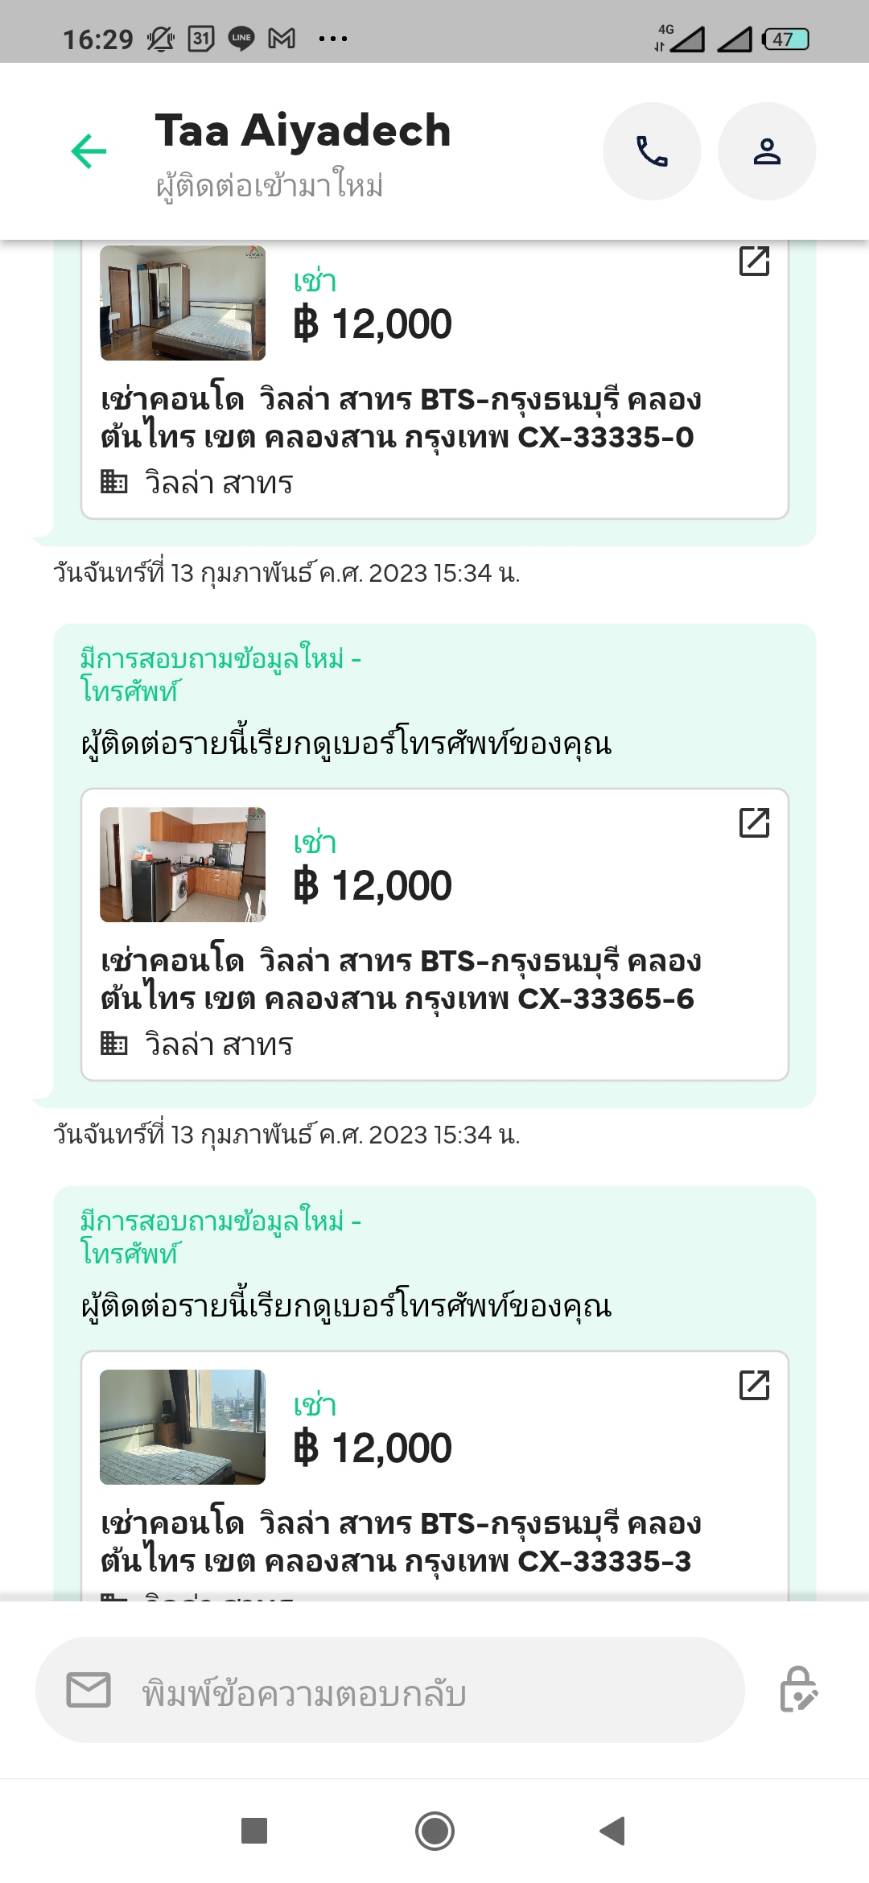 16:29
31
LINE
4G
47
Taa Aiyadech
ผู้ติดต่อเข้ามาใหม่
เช่า
฿ 12,000
เช่าคอนโด วิลล่า สาทร BTS-กรุงธนบุรี คลอง
ต้นไทร เขต คลองสาน กรุงเทพ CX-33335-0
วิลล่า สาทร
วันจันทร์ที่ 13 กุมภาพันธ์ ค.ศ. 2023 15:34 น.
มีการสอบถามข้อมูลใหม่ -
โทรศัพท์
ผู้ติดต่อรายนี้เรียกดูเบอร์โทรศัพท์ของคุณ
เช่า
฿ 12,000
เช่าคอนโด วิลล่า สาทร BTS-กรุงธนบุรี คลอง
ต้นไทร เขต คลองสาน กรุงเทพ CX-33365-6
วิลล่า สาทร
วันจันทร์ที่ 13 กุมภาพันธ์ ค.ศ. 2023 15:34 น.
มีการสอบถามข้อมูลใหม่ -
โทรศัพท์
ผู้ติดต่อรายนี้เรียกดูเบอร์โทรศัพท์ของคุณ
เช่า
฿ 12,000
เช่าคอนโด วิลล่า สาทร BTS-กรุงธนบุรี คลอง
ต้นไทร เขต คลองสาน กรุงเทพ CX-33335-3
พิมพ์ข้อความตอบกลับ